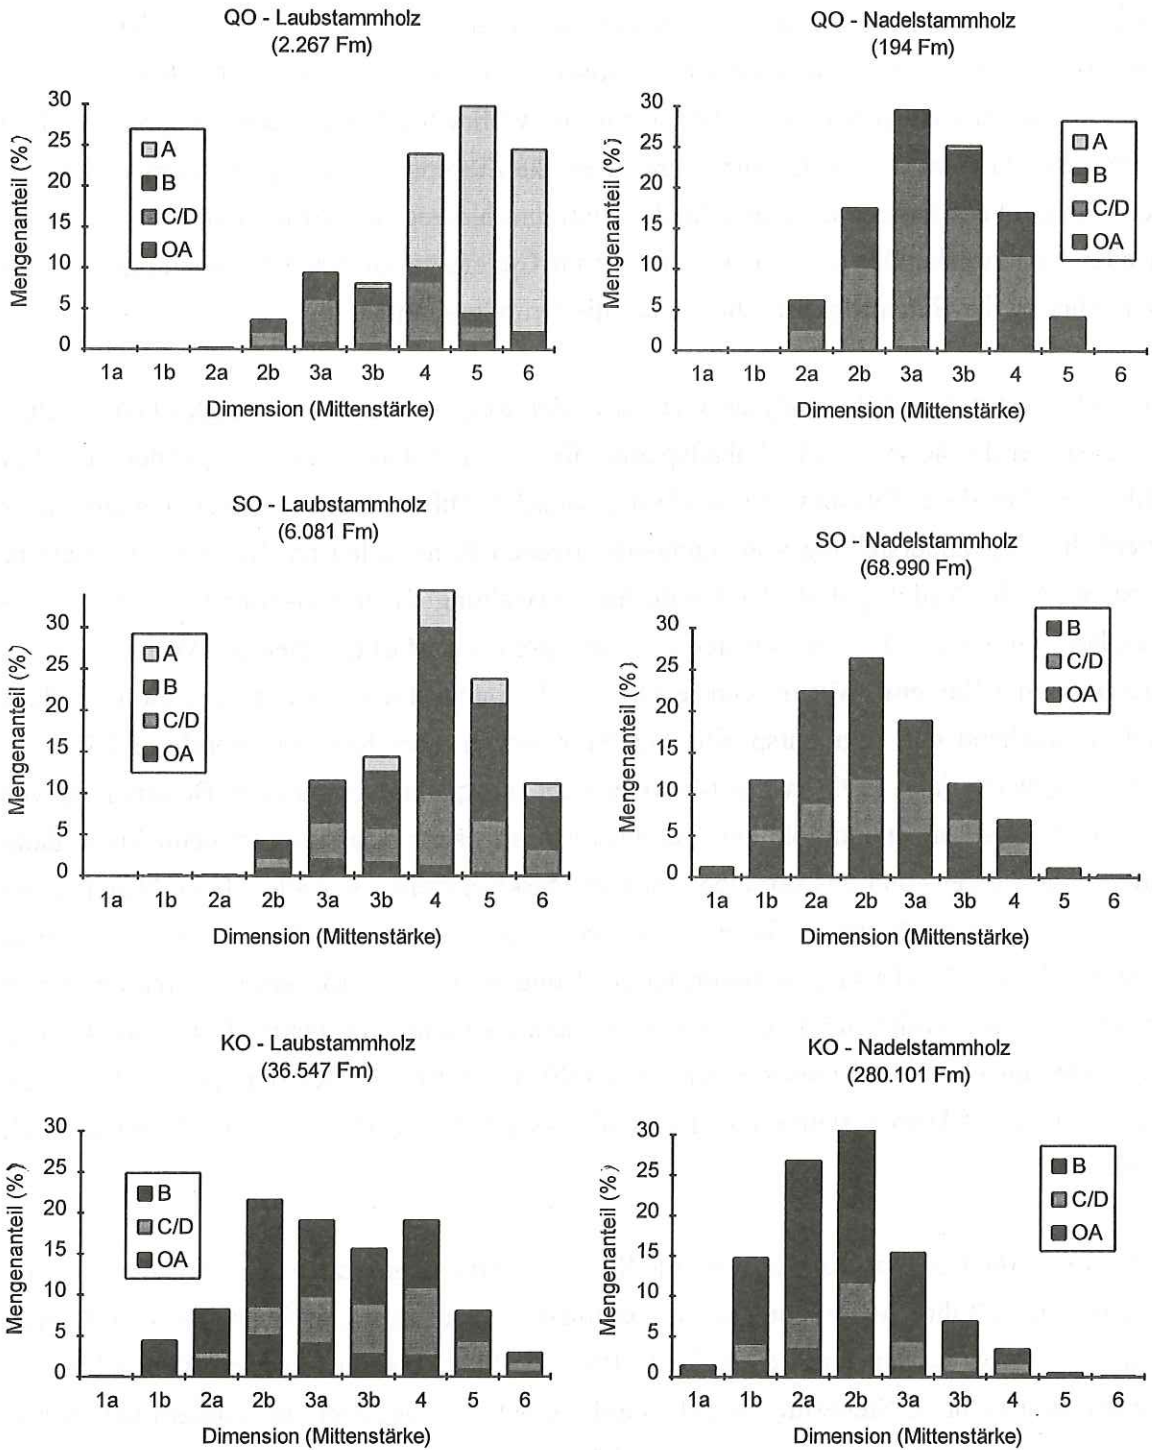 QO - Laubstammholz
(2.267 Fm)
Mengenanteil (%)
30
25
20
15
10
5
0
A
B
C/D
OA
1a 1b 2a 2b 3a 3b 4 5 6
Dimension (Mittenstärke)
QO - Nadelstammholz
(194 Fm)
Mengenanteil (%)
30
25
20
15
10
5
0
A
B
C/D
OA
1a 1b 2a 2b 3a 3b 4 5 6
Dimension (Mittenstärke)
SO - Laubstammholz
(6.081 Fm)
Mengenanteil (%)
30
25
20
15
10
5
0
A
B
C/D
OA
1a 1b 2a 2b 3a 3b 4 5 6
Dimension (Mittenstärke)
SO - Nadelstammholz
(68.990 Fm)
Mengenanteil (%)
30
25
20
15
10
5
0
B
C/D
OA
1a 1b 2a 2b 3a 3b 4 5 6
Dimension (Mittenstärke)
KO - Laubstammholz
(36.547 Fm)
Mengenanteil (%)
30
25
20
15
10
5
0
B
C/D
OA
1a 1b 2a 2b 3a 3b 4 5 6
Dimension (Mittenstärke)
KO - Nadelstammholz
(280.101 Fm)
Mengenanteil (%)
30
25
20
15
10
5
0
B
C/D
OA
1a 1b 2a 2b 3a 3b 4 5 6
Dimension (Mittenstärke)